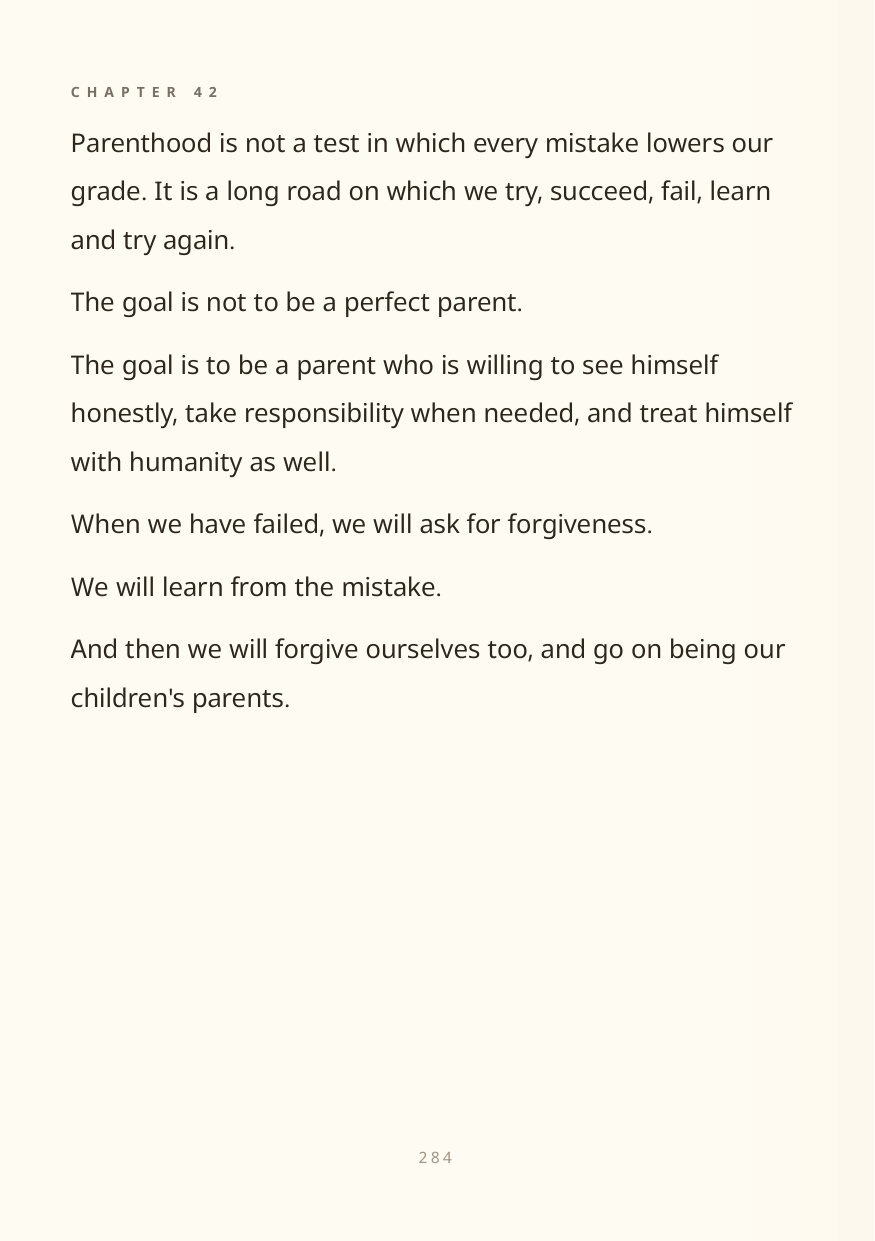 CHAPTER 42
Parenthood is not a test in which every mistake lowers our
grade. It is a long road on which we try, succeed, fail, learn
and try again.
The goal is not to be a perfect parent.
The goal is to be a parent who is willing to see himself
honestly, take responsibility when needed, and treat himself
with humanity as well.
When we have failed, we will ask for forgiveness.
We will learn from the mistake.
And then we will forgive ourselves too, and go on being our
children's parents.
284